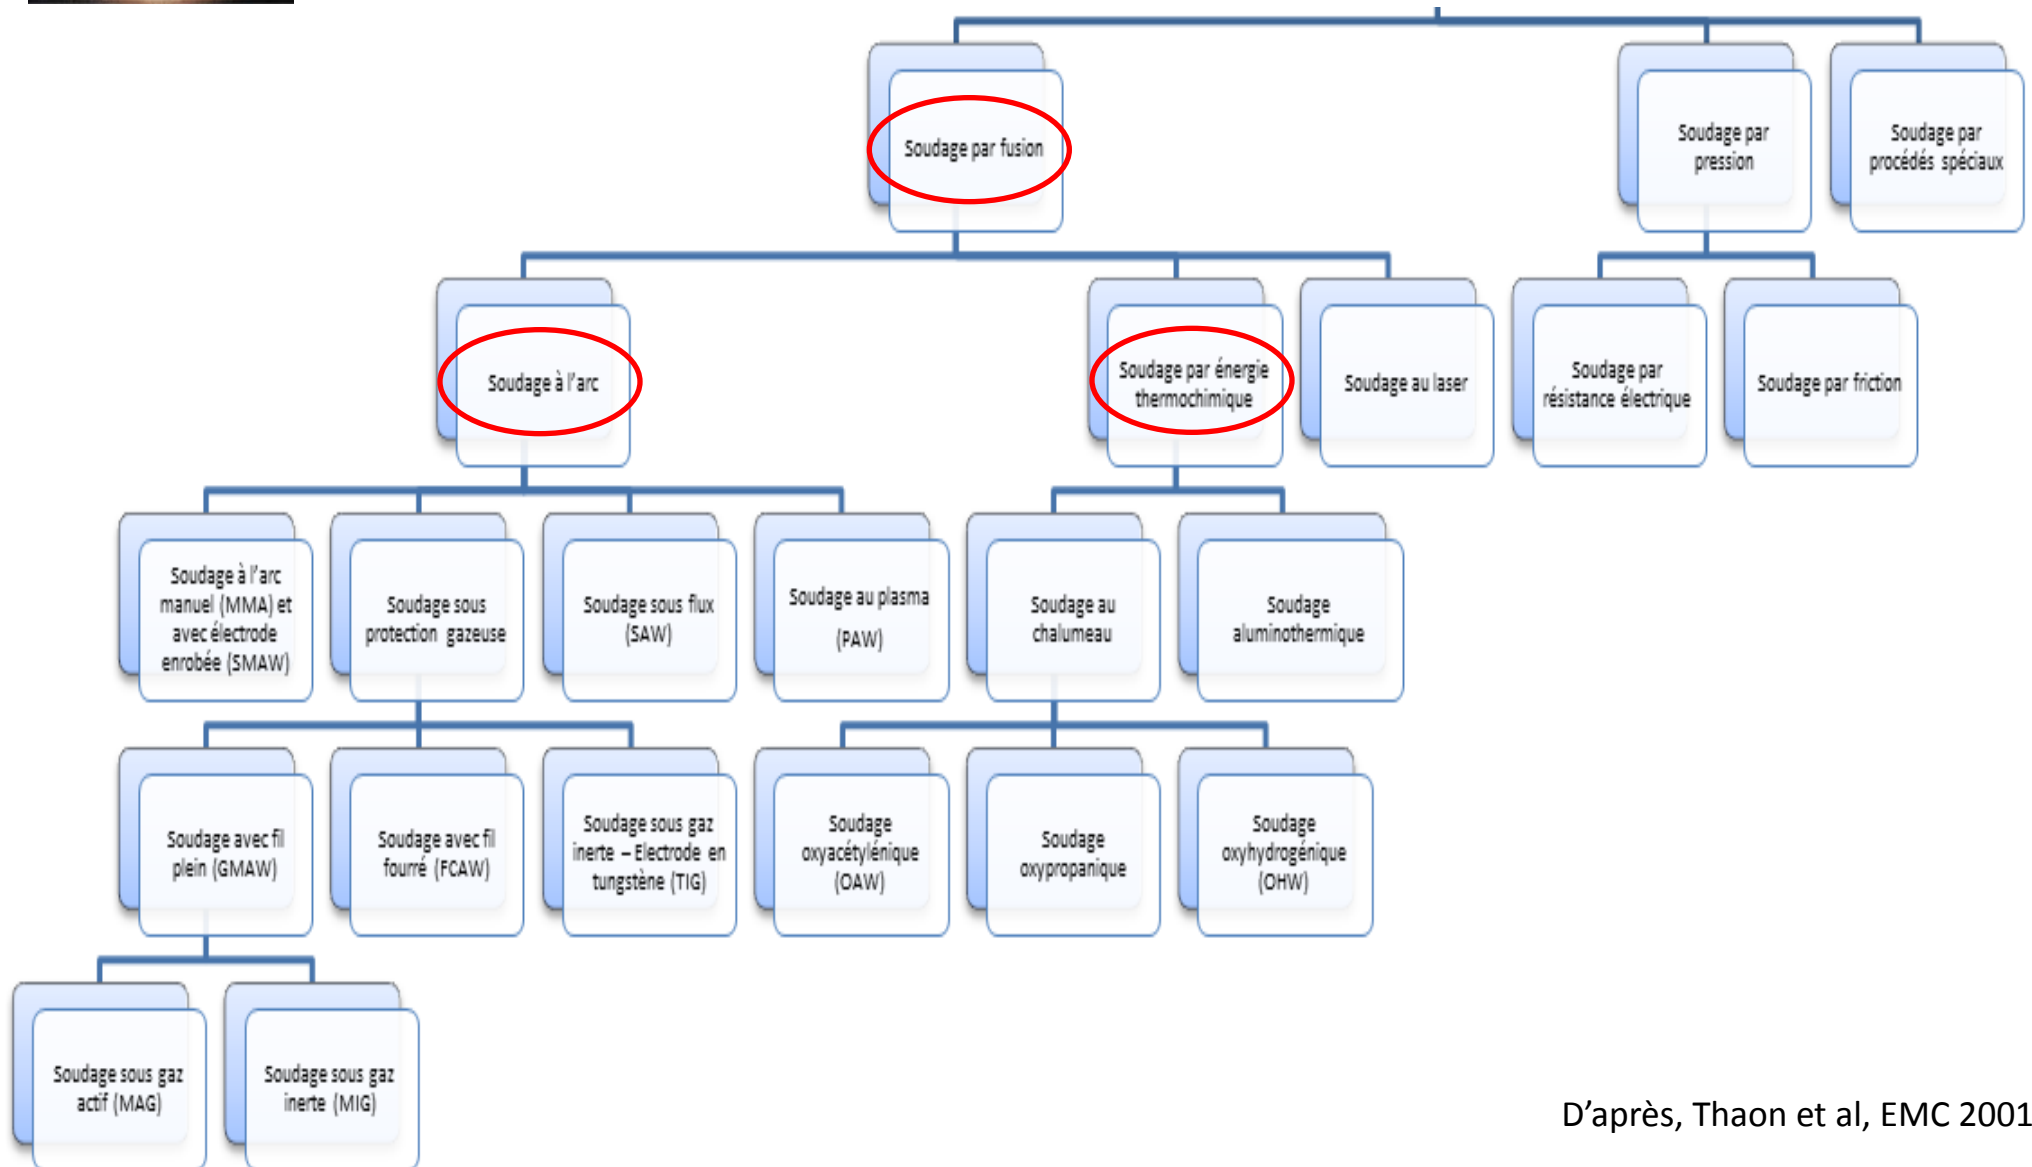 Soudage par fusion
Soudage par
pression
Soudage par
procédés spéciaux
Soudage à l'arc
Soudage par énergie
thermochimique
Soudage au laser
Soudage par
résistance électrique
Soudage par friction
Soudage à l'arc
manuel (MMA) et
avec électrode
enrobée (SMAW)
Soudage sous
protection gazeuse
Soudage sous flux
(SAW)
Soudage au plasma
(PAW)
Soudage au
chalumeau
Soudage
aluminothermique
Soudage avec fil
plein (GMAW)
Soudage avec fil
fourré (FCAW)
Soudage sous gaz
inerte – Electrode en
tungstène (TIG)
Soudage
oxyacétylénique
(OAW)
Soudage
oxypropanique
Soudage
oxyhydrogénique
(OHW)
Soudage sous gaz
actif (MAG)
Soudage sous gaz
inerte (MIG)
D'après, Thaon et al, EMC 2001